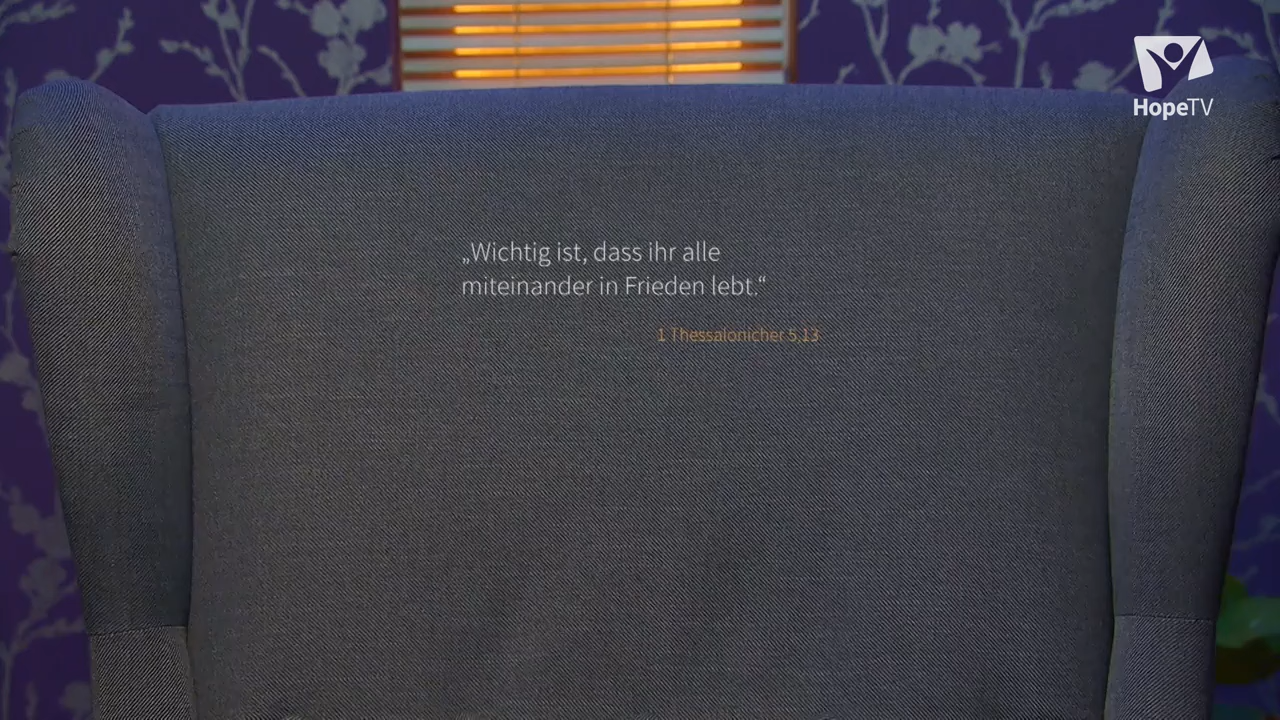 HopeTV
„Wichtig ist, dass ihr alle
miteinander in Frieden lebt.“
1 Thessalonicher 5,13